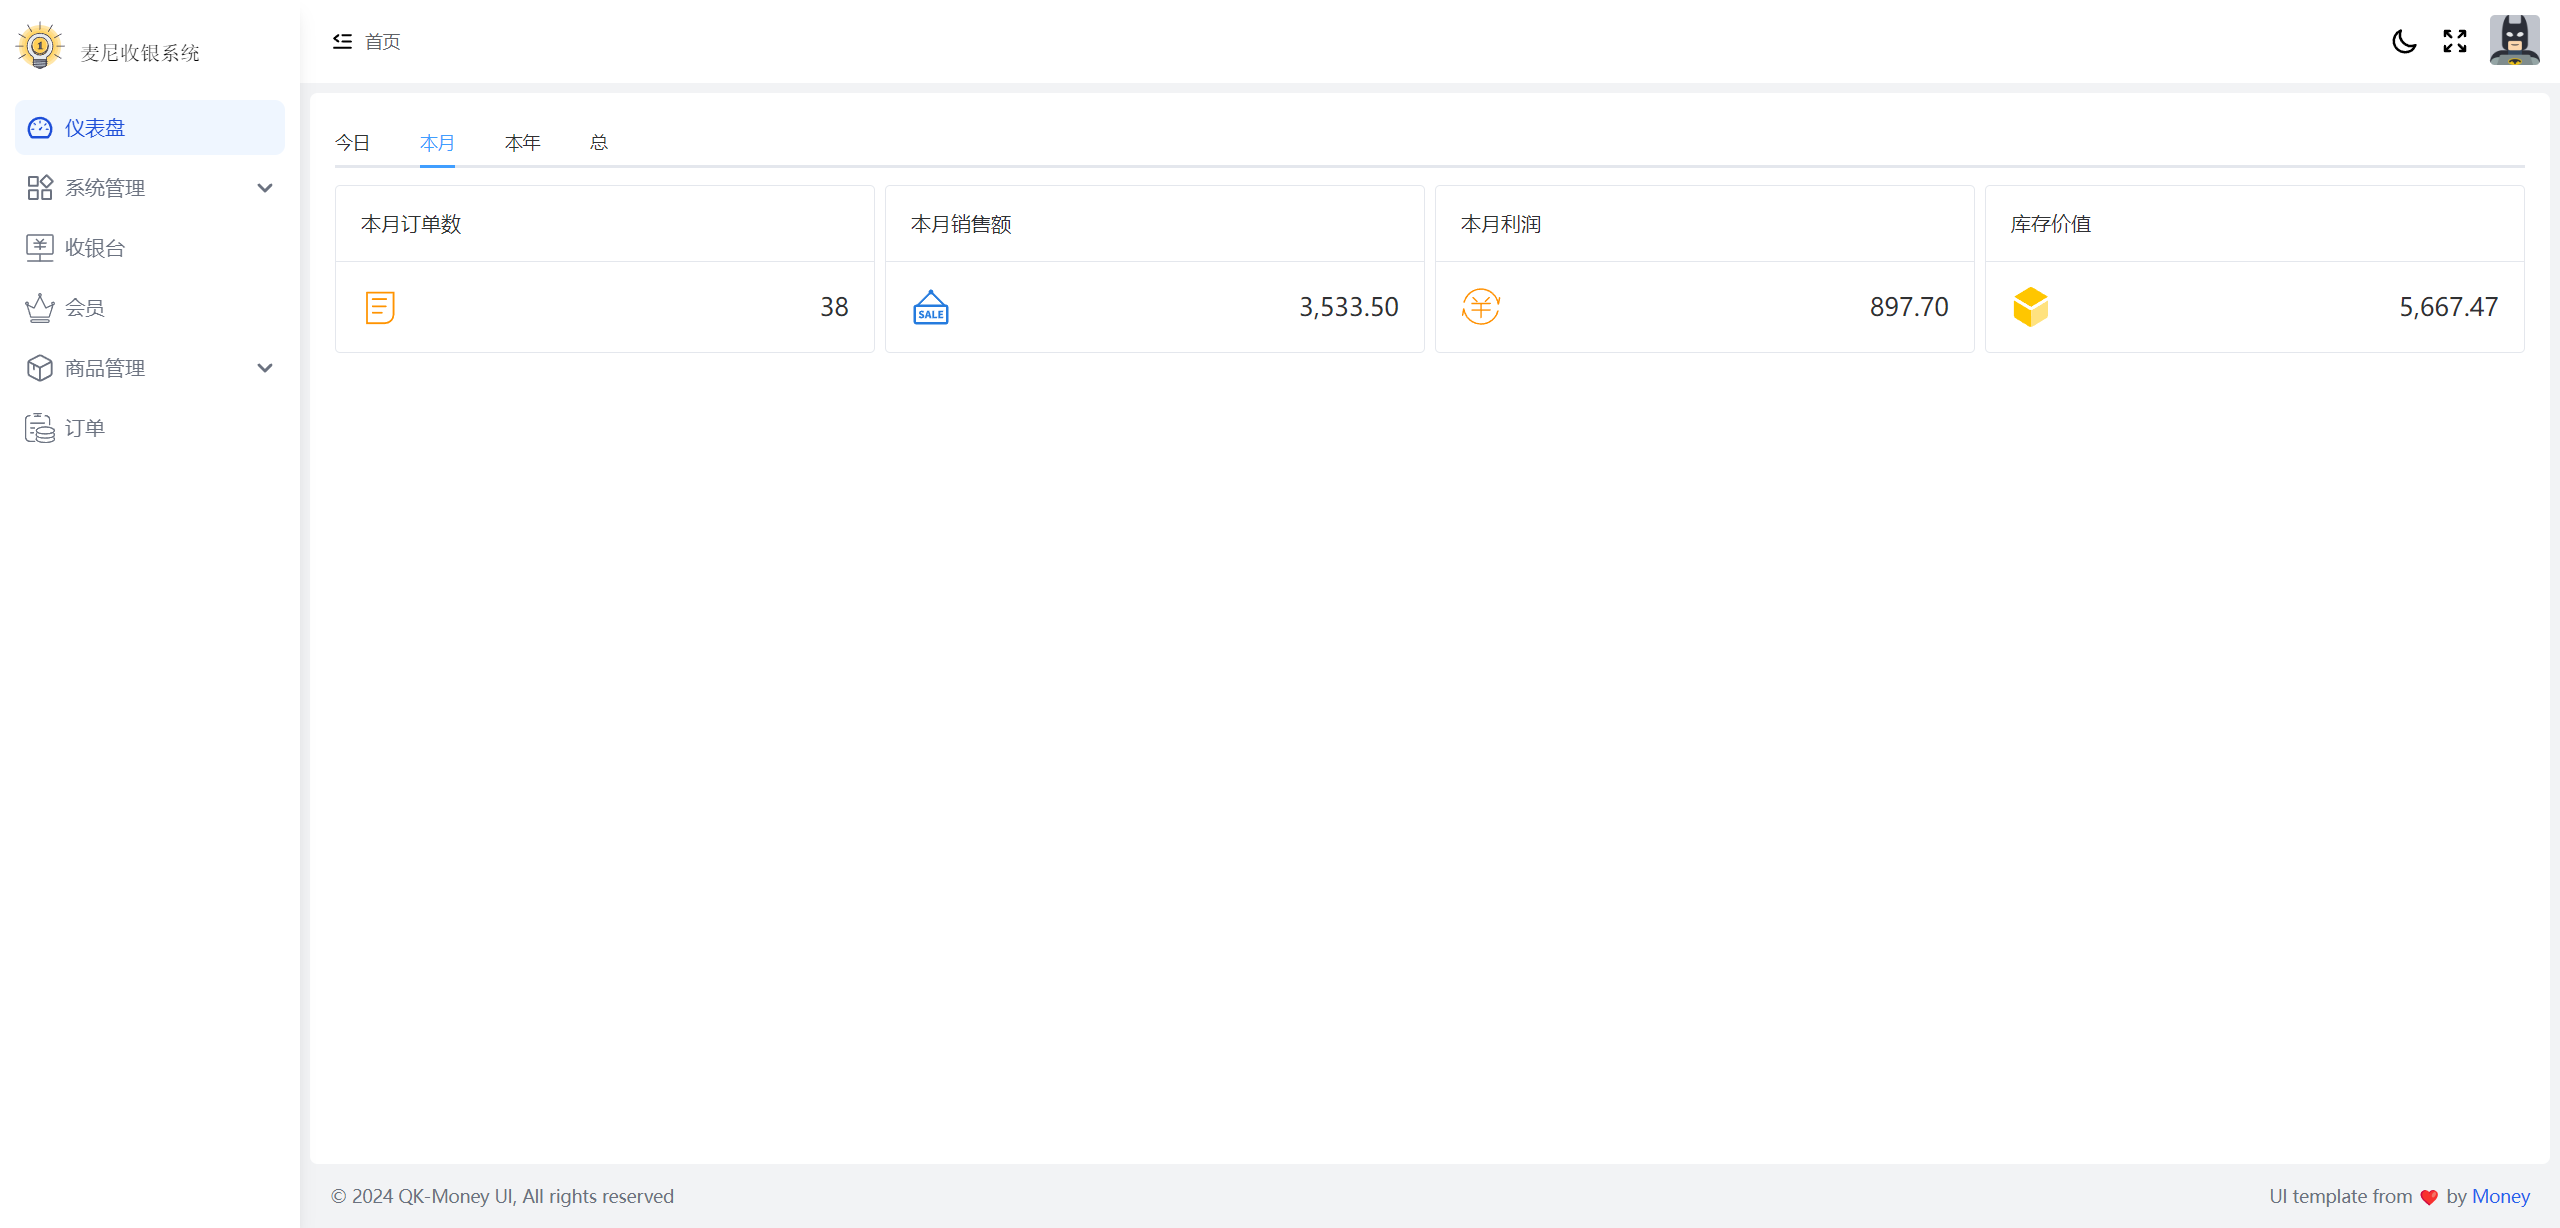 麦尼收银系统
首页
仪表盘
系统管理
收银台
会员
商品管理
订单
今日 本月 本年 总
本月订单数
38
本月销售额
SALE
3,533.50
本月利润
897.70
库存价值
5,667.47
© 2024 QK-Money UI, All rights reserved
UI template from ❤️ by Money